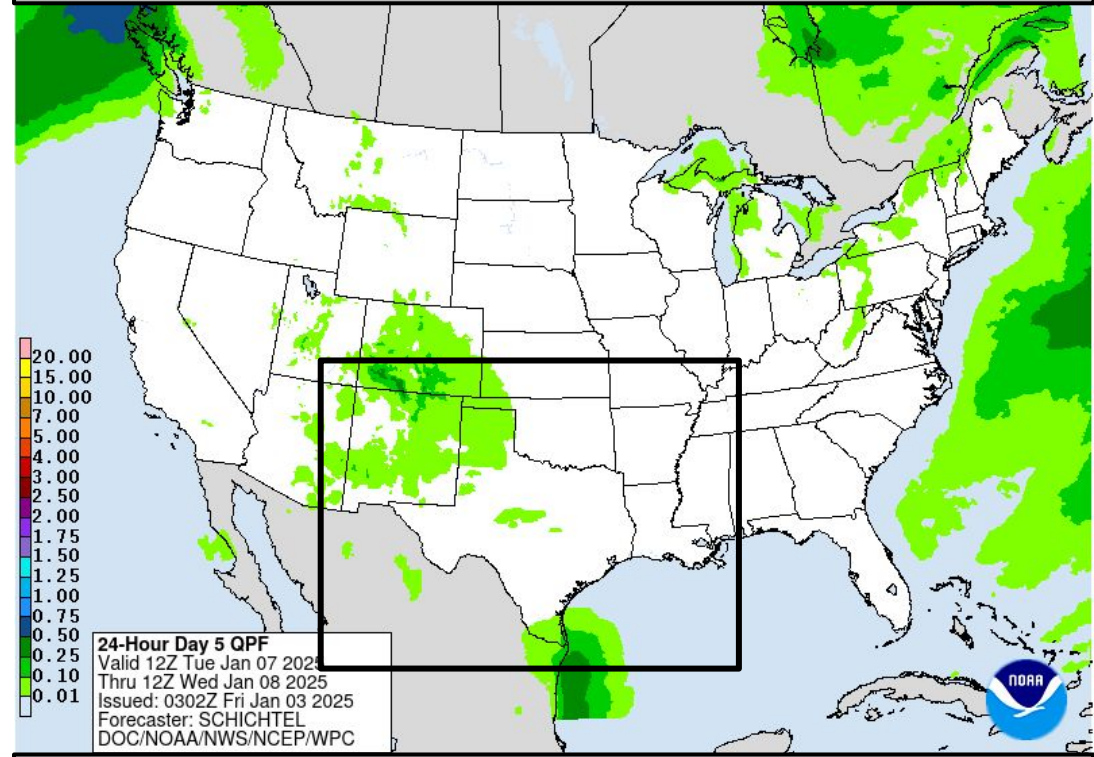 20.00
15.00
10.00
7.00
5.00
4.00
3.00
2.50
2.00
1.75
1.50
1.25
1.00
0.75
0.50
0.25
0.10
0.01
24-Hour Day 5 QPF
Valid 12Z Tue Jan 07 2025
Thru 12Z Wed Jan 08 2025
Issued: 0302Z Fri Jan 03 2025
Forecaster: SCHICHTEL
DOC/NOAA/NWS/NCEP/WPC
NOAA